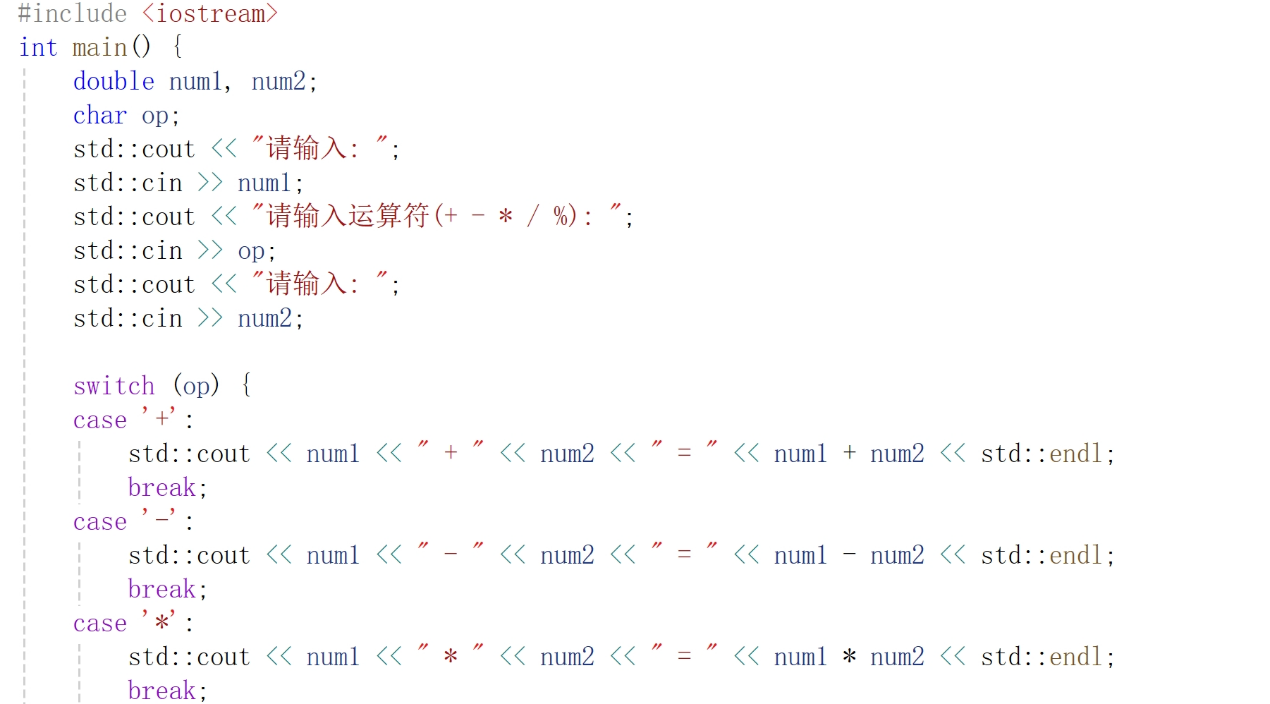 #include <iostream>
int main() {
    double num1, num2;
    char op;
    std::cout << "请输入: ";
    std::cin >> num1;
    std::cout << "请输入运算符(+ - * / %): ";
    std::cin >> op;
    std::cout << "请输入: ";
    std::cin >> num2;

    switch (op) {
    case '+':
        std::cout << num1 << " + " << num2 << " = " << num1 + num2 << std::endl;
        break;
    case '-':
        std::cout << num1 << " - " << num2 << " = " << num1 - num2 << std::endl;
        break;
    case '*':
        std::cout << num1 << " * " << num2 << " = " << num1 * num2 << std::endl;
        break;